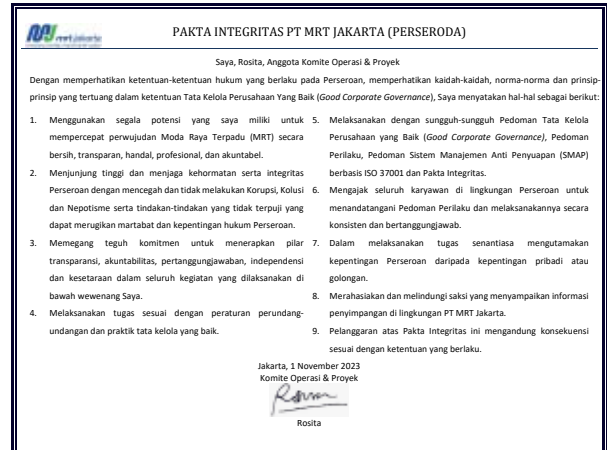 mrt jakarta
PAKTA INTEGRITAS PT MRT JAKARTA (PERSERODA)
Saya, Rosita, Anggota Komite Operasi & Proyek
Dengan memperhatikan ketentuan-ketentuan hukum yang berlaku pada Perseroan, memperhatikan kaidah-kaidah, norma-norma dan prinsip-
prinsip yang tertuang dalam ketentuan Tata Kelola Perusahaan Yang Baik (Good Corporate Governance), Saya menyatakan hal-hal sebagai berikut:
1. Menggunakan segala potensi yang saya miliki untuk
mempercepat perwujudan Moda Raya Terpadu (MRT) secara
bersih, transparan, handal, profesional, dan akuntabel.
2. Menjunjung tinggi dan menjaga kehormatan serta integritas
Perseroan dengan mencegah dan tidak melakukan Korupsi, Kolusi
dan Nepotisme serta tindakan-tindakan yang tidak terpuji yang
dapat merugikan martabat dan kepentingan hukum Perseroan.
3. Memegang teguh komitmen untuk menerapkan pilar
transparansi, akuntabilitas, pertanggungjawaban, independensi
dan kesetaraan dalam seluruh kegiatan yang dilaksanakan di
bawah wewenang Saya.
4. Melaksanakan tugas sesuai dengan peraturan perundang-
undangan dan praktik tata kelola yang baik.
5. Melaksanakan dengan sungguh-sungguh Pedoman Tata Kelola
Perusahaan yang Baik (Good Corporate Governance), Pedoman
Perilaku, Pedoman Sistem Manajemen Anti Penyuapan (SMAP)
berbasis ISO 37001 dan Pakta Integritas.
6. Mengajak seluruh karyawan di lingkungan Perseroan untuk
menandatangani Pedoman Perilaku dan melaksanakannya secara
konsisten dan bertanggungjawab.
7. Dalam melaksanakan tugas senantiasa mengutamakan
kepentingan Perseroan daripada kepentingan pribadi atau
golongan.
8. Merahasiakan dan melindungi saksi yang menyampaikan informasi
penyimpangan di lingkungan PT MRT Jakarta.
9. Pelanggaran atas Pakta Integritas ini mengandung konsekuensi
sesuai dengan ketentuan yang berlaku.
Jakarta, 1 November 2023
Komite Operasi & Proyek
Rosita